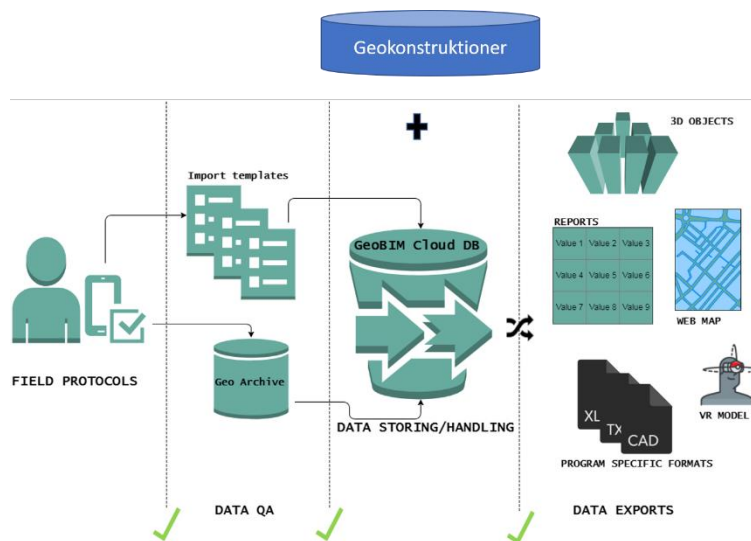 Geokonstruktioner
3D OBJECTS
Import templates
REPORTS
GeoBIM Cloud DB
Value 1 Value 2 Value 3
Value 4 Value 5 Value 6
Value 7 Value 8 Value 9
WEB MAP
Geo Archive
FIELD PROTOCOLS
XL
TX
CAD
VR MODEL
DATA STORING/HANDLING
PROGRAM SPECIFIC FORMATS
DATA QA
DATA EXPORTS